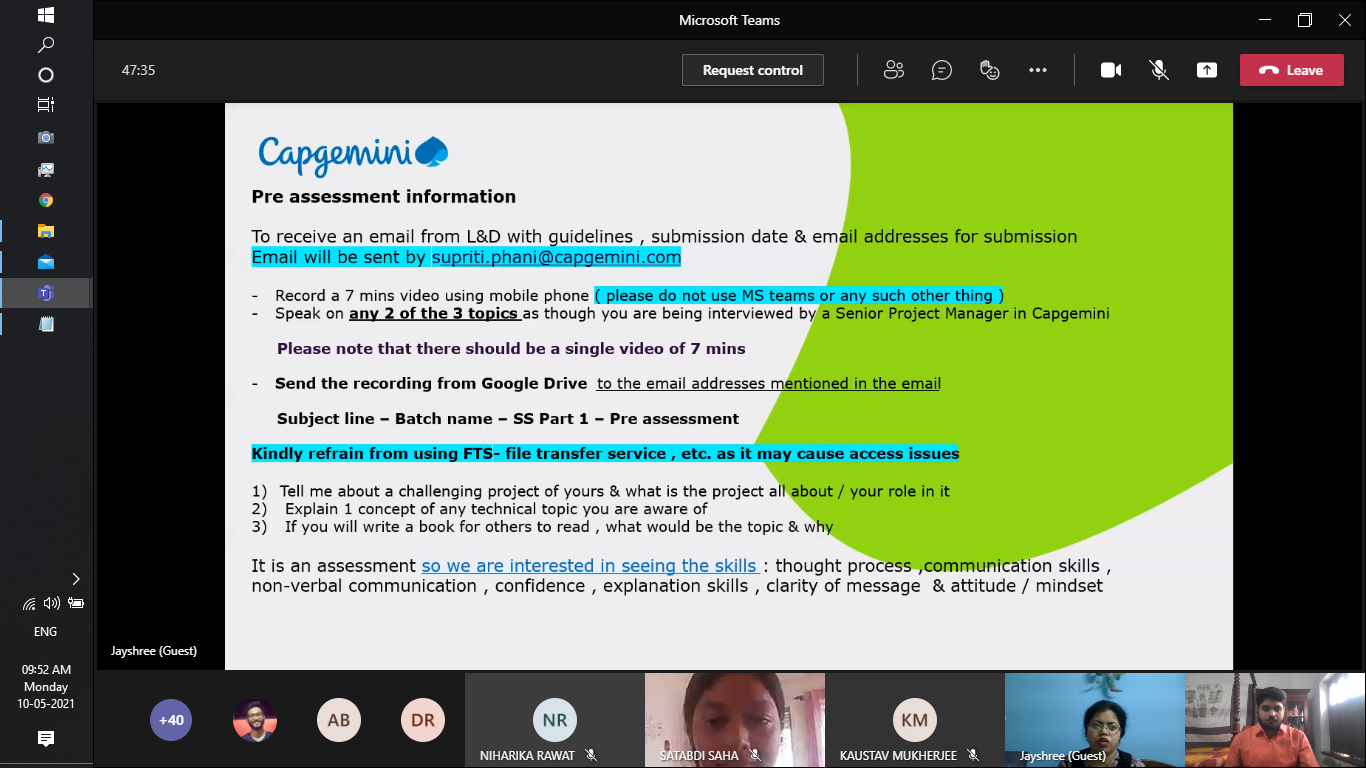 Microsoft Teams
47:35
Request control
Leave
Capgemini
Pre assessment information
To receive an email from L&D with guidelines , submission date & email addresses for submission
Email will be sent by supriti.phani@capgemini.com
- Record a 7 mins video using mobile phone ( please do not use MS teams or any such other thing )
- Speak on any 2 of the 3 topics as though you are being interviewed by a Senior Project Manager in Capgemini
Please note that there should be a single video of 7 mins
- Send the recording from Google Drive to the email addresses mentioned in the email
Subject line – Batch name – SS Part 1 – Pre assessment
Kindly refrain from using FTS- file transfer service , etc. as it may cause access issues
1) Tell me about a challenging project of yours & what is the project all about / your role in it
2) Explain 1 concept of any technical topic you are aware of
3) If you will write a book for others to read , what would be the topic & why
It is an assessment so we are interested in seeing the skills : thought process ,communication skills ,
non-verbal communication , confidence , explanation skills , clarity of message & attitude / mindset
Jayshree (Guest)
ENG
09:52 AM
Monday
10-05-2021
+40
AB
DR
NR
NIHARIKA RAWAT
SATABDI SAHA
KM
KAUSTAV MUKHERJEE
Jayshree (Guest)